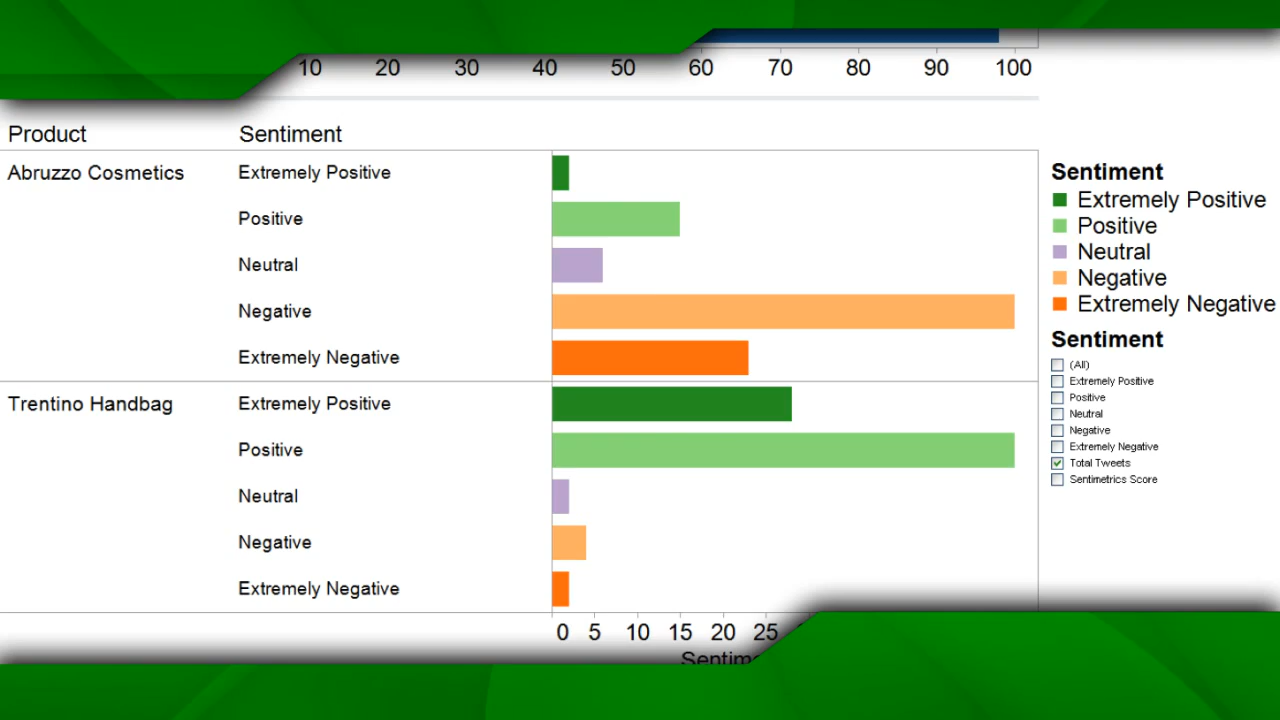 10 20 30 40 50 60 70 80 90 100
Product Sentiment
Abruzzo Cosmetics Extremely Positive
Positive
Neutral
Negative
Extremely Negative
Trentino Handbag Extremely Positive
Positive
Neutral
Negative
Extremely Negative
0 5 10 15 20 25
Sentiment
Extremely Positive
Positive
Neutral
Negative
Extremely Negative
Sentiment
(All)
Extremely Positive
Positive
Neutral
Negative
Extremely Negative
Total Tweets
Sentimetrics Score